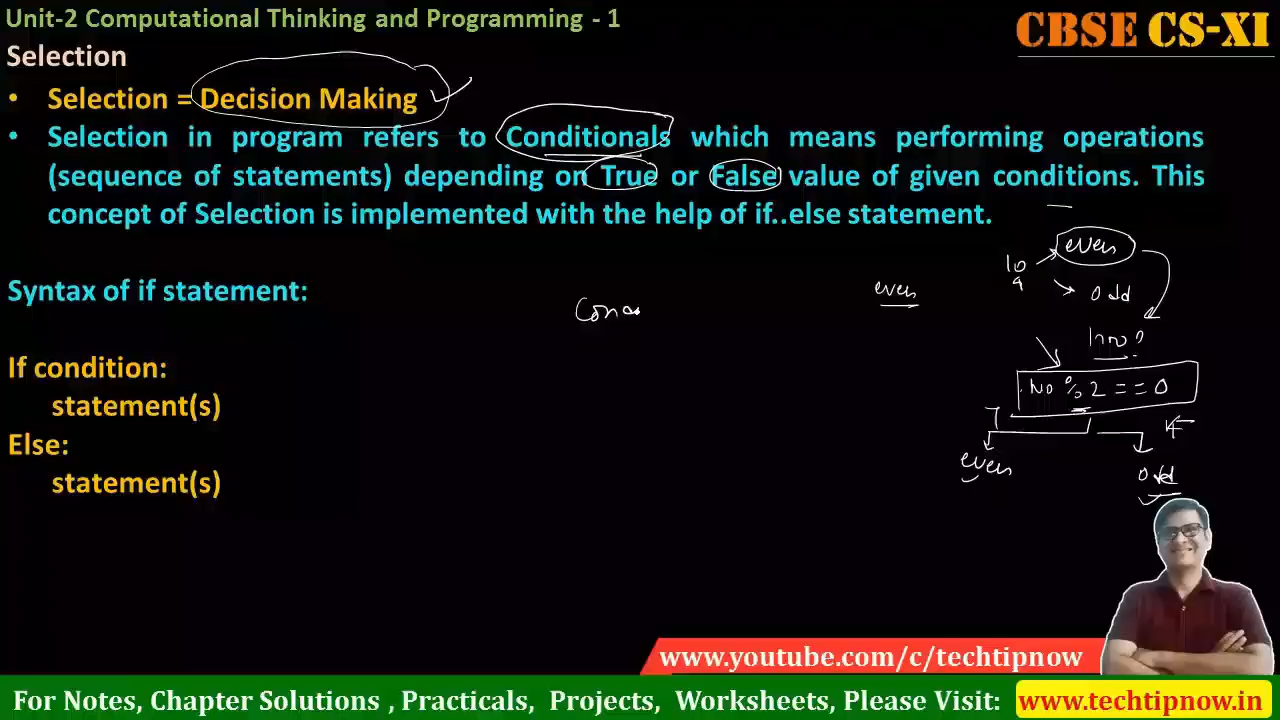 Unit-2 Computational Thinking and Programming - 1
CBSE CS-XI
Selection
• Selection = Decision Making
• Selection in program refers to Conditionals which means performing operations
(sequence of statements) depending on True or False value of given conditions. This
concept of Selection is implemented with the help of if..else statement.
even
10
9
odd
Syntax of if statement:
even
If condition:
No % 2 == 0
statement(s)
Else:
even
odd
statement(s)
www.youtube.com/c/techtipnow
For Notes, Chapter Solutions , Practicals, Projects, Worksheets, Please Visit: www.techtipnow.in